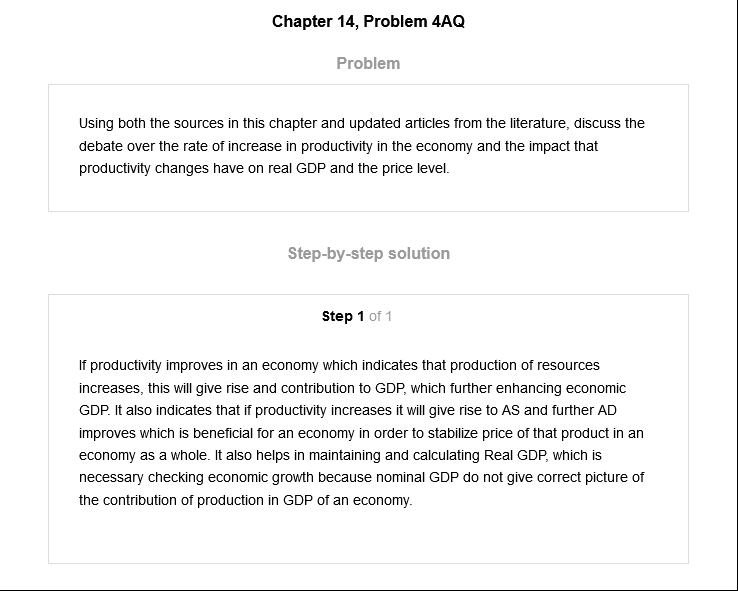 Chapter 14, Problem 4AQ
Problem
Using both the sources in this chapter and updated articles from the literature, discuss the
debate over the rate of increase in productivity in the economy and the impact that
productivity changes have on real GDP and the price level.
Step-by-step solution
Step 1 of 1
If productivity improves in an economy which indicates that production of resources
increases, this will give rise and contribution to GDP, which further enhancing economic
GDP. It also indicates that if productivity increases it will give rise to AS and further AD
improves which is beneficial for an economy in order to stabilize price of that product in an
economy as a whole. It also helps in maintaining and calculating Real GDP, which is
necessary checking economic growth because nominal GDP do not give correct picture of
the contribution of production in GDP of an economy.